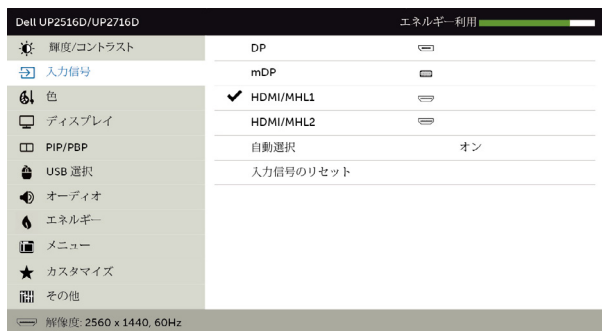 Dell UP2516D/UP2716D エネルギー利用
輝度/コントラスト DP
入力信号 mDP
色 HDMI/MHL1
ディスプレイ HDMI/MHL2
PIP/PBP 自動選択 オン
USB 選択 入力信号のリセット
オーディオ
エネルギー
メニュー
カスタマイズ
その他
解像度: 2560 x 1440, 60Hz